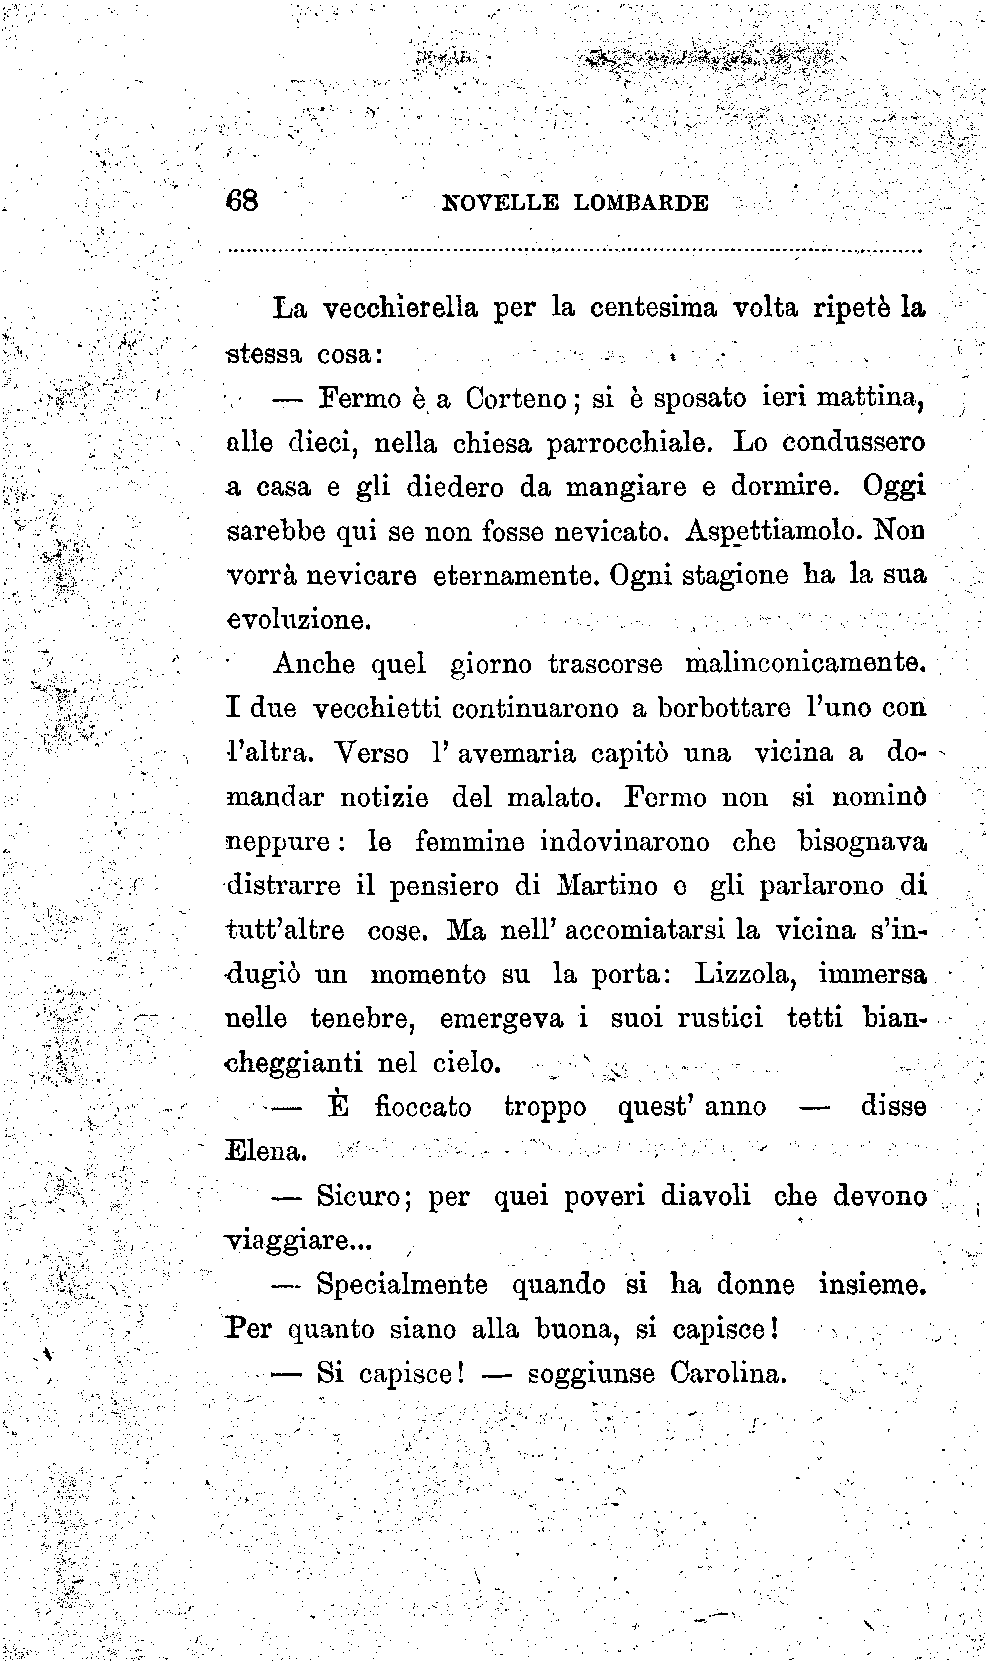 68 NOVELLE LOMBARDE
La vecchierella per la centesima volta ripetè la
stessa cosa:
— Fermo è a Corteno; si è sposato ieri mattina,
alle dieci, nella chiesa parrocchiale. Lo condussero
a casa e gli diedero da mangiare e dormire. Oggi
sarebbe qui se non fosse nevicato. Aspettiamolo. Non
vorrà nevicare eternamente. Ogni stagione ha la sua
evoluzione.
Anche quel giorno trascorse malinconicamente.
I due vecchietti continuarono a borbottare l'uno con
l'altra. Verso l' avemaria capitò una vicina a do-
mandar notizie del malato. Fermo non si nominò
neppure: le femmine indovinarono che bisognava
distrarre il pensiero di Martino e gli parlarono di
tutt'altre cose. Ma nell' accomiatarsi la vicina s'in-
dugiò un momento su la porta: Lizzola, immersa
nelle tenebre, emergeva i suoi rustici tetti bian-
cheggianti nel cielo.
— È fioccato troppo quest' anno — disse
Elena.
— Sicuro; per quei poveri diavoli che devono
viaggiare...
— Specialmente quando si ha donne insieme.
Per quanto siano alla buona, si capisce!
— Si capisce! — soggiunse Carolina.